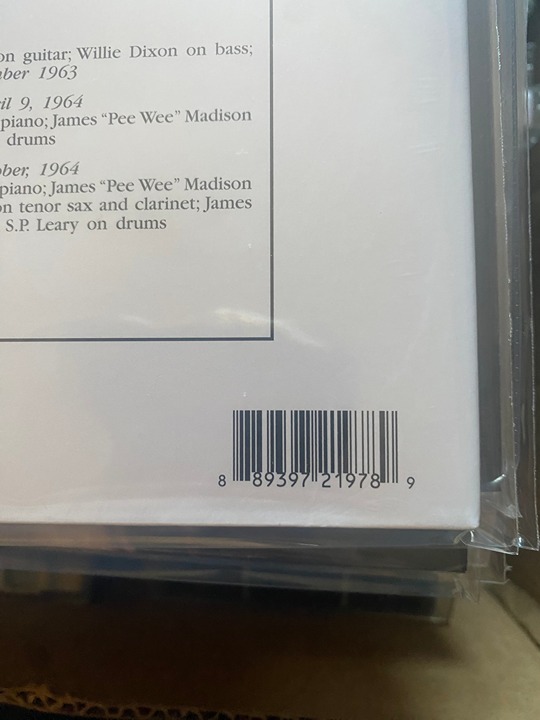 on guitar; Willie Dixon on bass;
ber 1963
il 9, 1964
piano; James “Pee Wee” Madison
drums
ber, 1964
piano; James “Pee Wee” Madison
on tenor sax and clarinet; James
S.P. Leary on drums
8 89397 21978 9